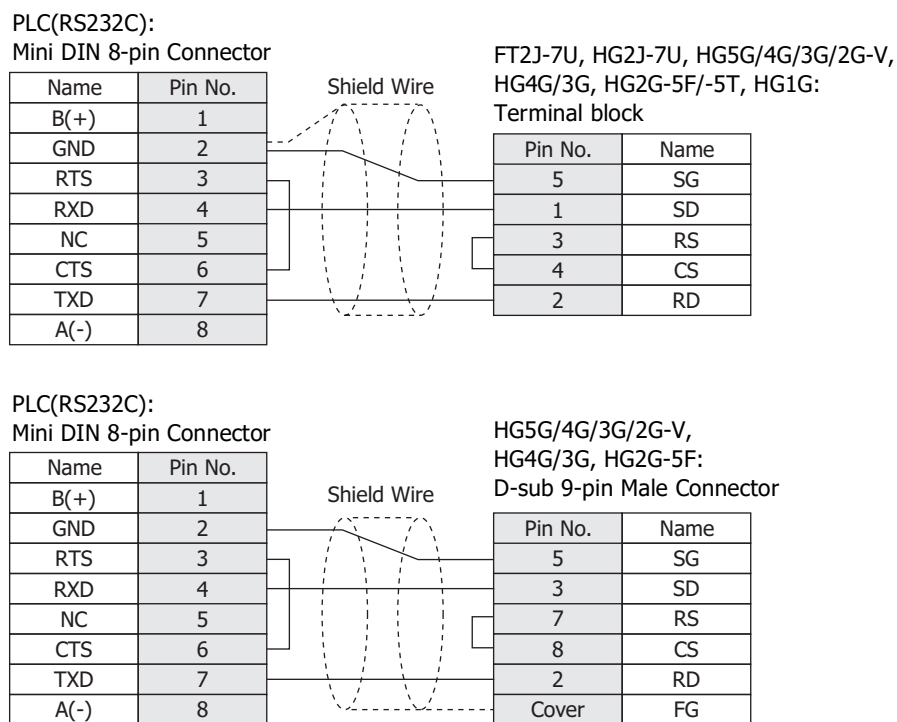 PLC(RS232C):
Mini DIN 8-pin Connector
Name Pin No.
B(+) 1
GND 2
RTS 3
RXD 4
NC 5
CTS 6
TXD 7
A(-) 8
Shield Wire
FT2J-7U, HG2J-7U, HG5G/4G/3G/2G-V,
HG4G/3G, HG2G-5F/-5T, HG1G:
Terminal block
Pin No. Name
5 SG
1 SD
3 RS
4 CS
2 RD
PLC(RS232C):
Mini DIN 8-pin Connector
Name Pin No.
B(+) 1
GND 2
RTS 3
RXD 4
NC 5
CTS 6
TXD 7
A(-) 8
Shield Wire
HG5G/4G/3G/2G-V,
HG4G/3G, HG2G-5F:
D-sub 9-pin Male Connector
Pin No. Name
5 SG
3 SD
7 RS
8 CS
2 RD
Cover FG